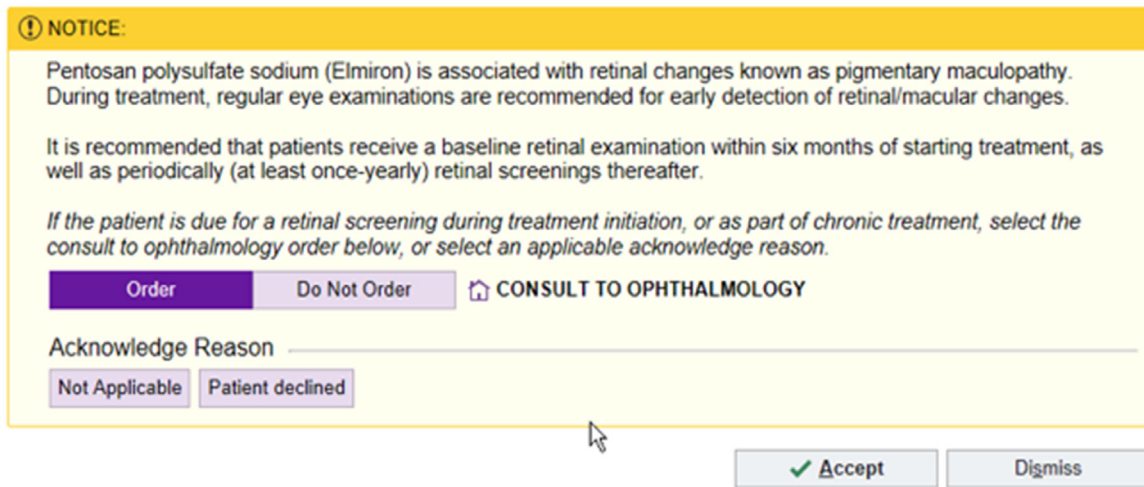 NOTICE:
Pentosan polysulfate sodium (Elmiron) is associated with retinal changes known as pigmentary maculopathy.
During treatment, regular eye examinations are recommended for early detection of retinal/macular changes.
It is recommended that patients receive a baseline retinal examination within six months of starting treatment, as
well as periodically (at least once-yearly) retinal screenings thereafter.
If the patient is due for a retinal screening during treatment initiation, or as part of chronic treatment, select the
consult to ophthalmology order below, or select an applicable acknowledge reason.
Order Do Not Order CONSULT TO OPHTHALMOLOGY
Acknowledge Reason
Not Applicable Patient declined
Accept Dismiss